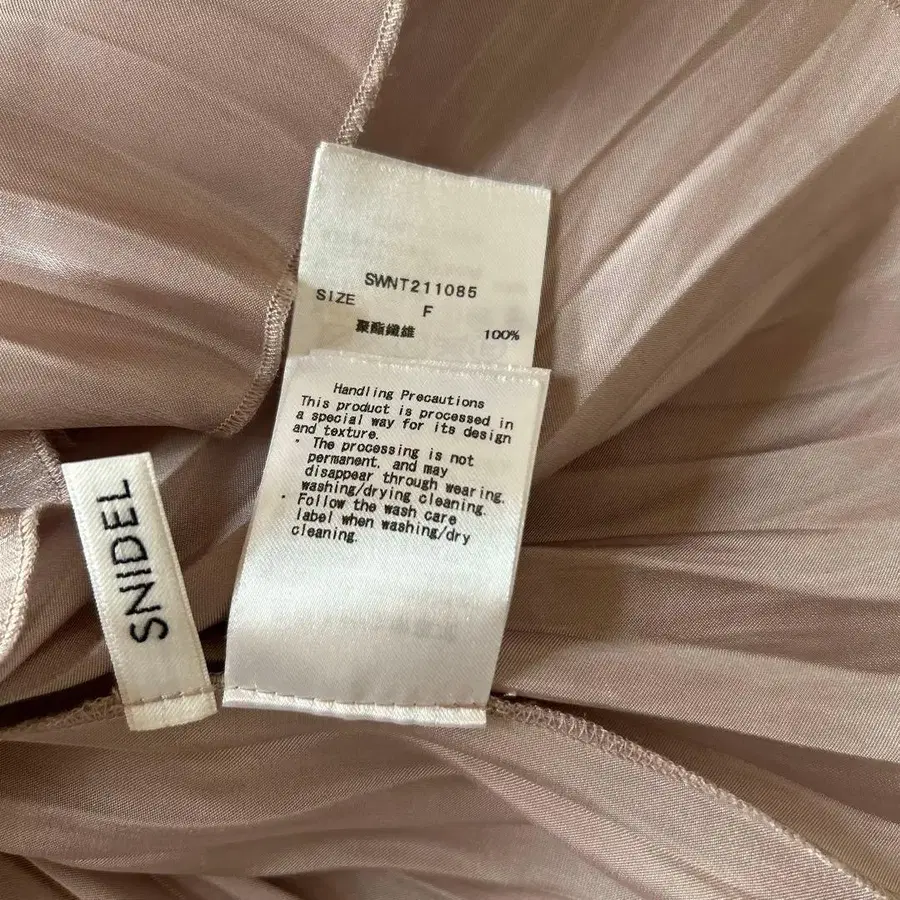 SWNT211085
SIZE
F
聚酯纖維 100%
Handling Precautions
This product is processed in
a special way for its design
and texture.
・ The processing is not
permanent, and may
disappear through wearing,
washing/drying cleaning.
・ Follow the wash care
label when washing/dry
cleaning.
SNIDEL